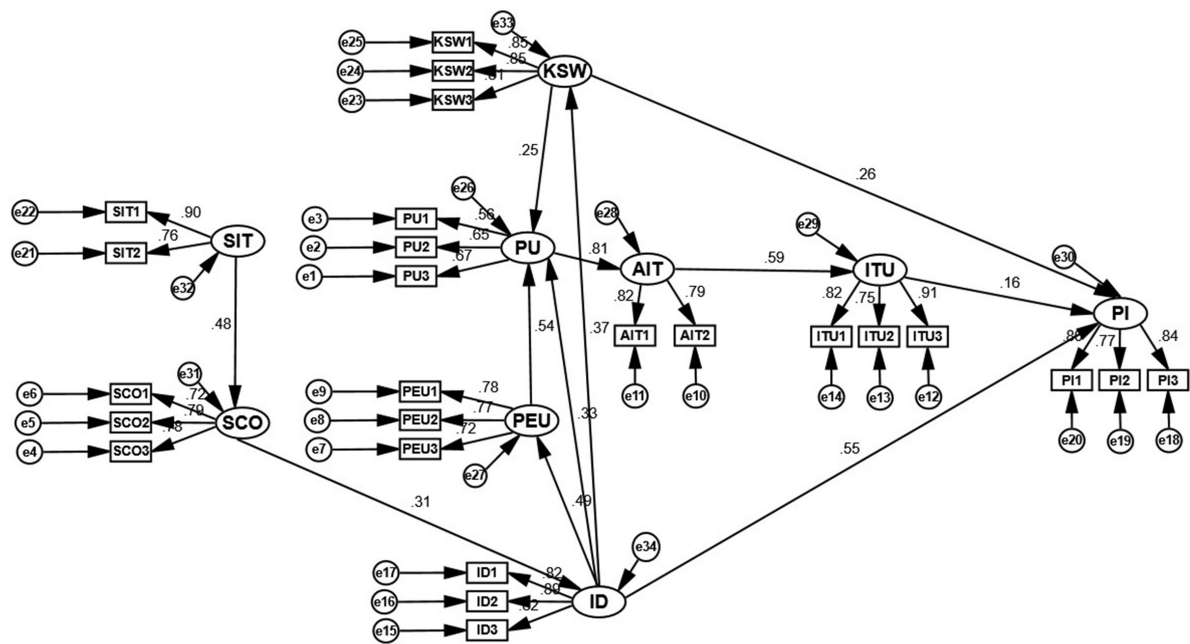 e33
e25 KSW1 .85
e24 KSW2 .85 KSW
e23 KSW3 .81
.25
.26
e22 SIT1 .90
e21 SIT2 .76 SIT
e32
.48
e26
e3 PU1 .56
e2 PU2 .65 PU
e1 PU3 .67
.81
e28
AIT
.82 .79
AIT1 AIT2
e11 e10
.59
e29
ITU
.82 .75 .91
ITU1 ITU2 ITU3
e14 e13 e12
.16
e30
PI
.77 .84
PI1 PI2 PI3
e20 e19 e18
.54
.37
.33
e31
e6 SCO1 .72
e5 SCO2 .79 SCO
e4 SCO3 .78
e9 PEU1 .78
e8 PEU2 .77 PEU
e7 PEU3 .72
e27
.49
.55
.31
e34
e17 ID1 .82
e16 ID2 ID
e15 ID3 .82